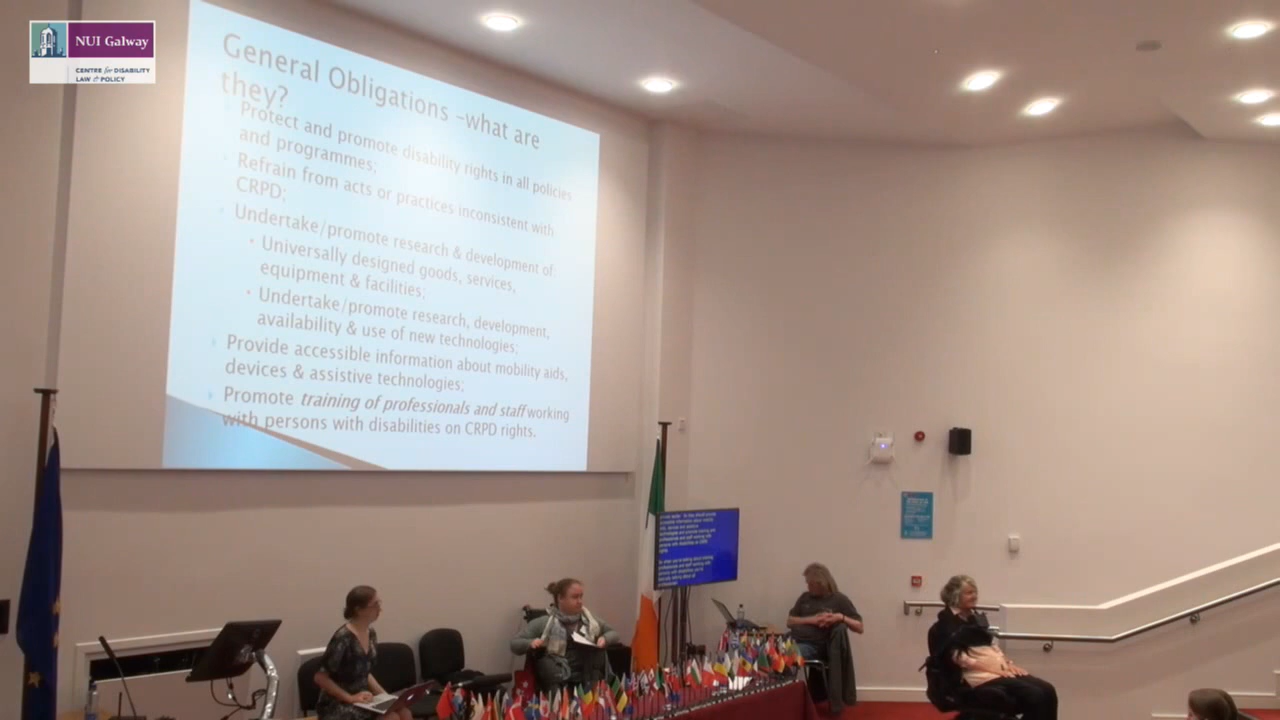 NUI Galway
CENTRE for DISABILITY
LAW & POLICY
General Obligations –what are
they?
Protect and promote disability rights in all policies
and programmes;
Refrain from acts or practices inconsistent with
CRPD;
Undertake/promote research & development of:
• Universally designed goods, services,
equipment & facilities;
• Undertake/promote research, development,
availability & use of new technologies;
Provide accessible information about mobility aids,
devices & assistive technologies;
Promote training of professionals and staff working
with persons with disabilities on CRPD rights.